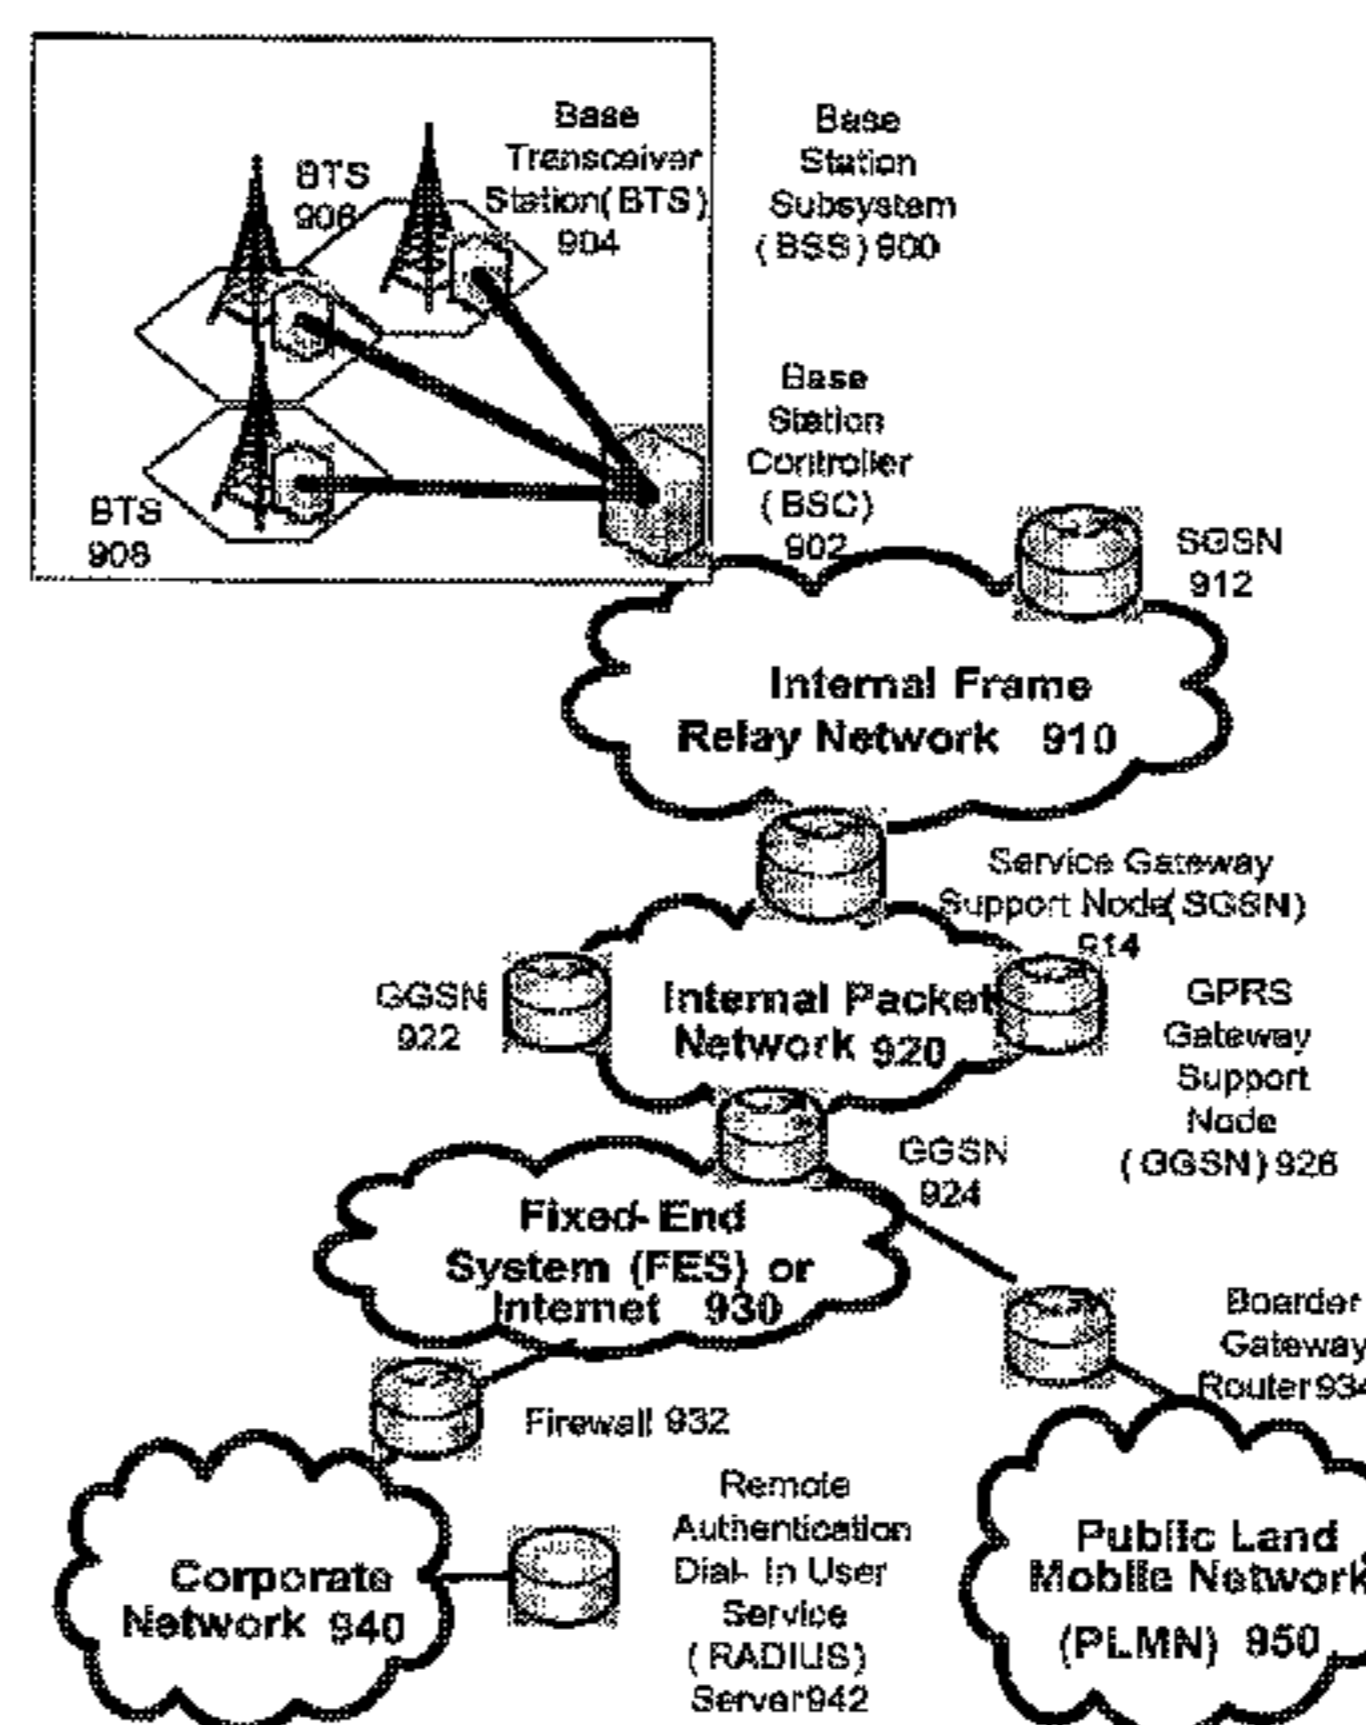 Base
Transceiver
Station(BTS)
904
BTS
906
Base
Station
Subsystem
(BSS)900
Base
Station
Controller
(BSC)
902
BTS
908
SGSN
912
Internal Frame
Relay Network 910
Service Gateway
Support Node(SGSN)
914
GGSN
922
Internal Packet
Network 920
GPRS
Gateway
Support
Node
(GGSN)926
GGSN
924
Fixed-End
System (FES) or
Internet 930
Boarder
Gateway
Router934
Firewall 932
Remote
Authentication
Dial-In User
Service
(RADIUS)
Server942
Corporate
Network 940
Public Land
Mobile Network
(PLMN) 950